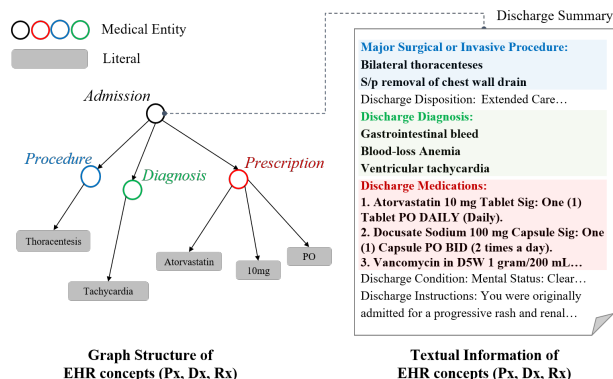 Medical Entity
Literal
Admission
Procedure
Diagnosis
Prescription
Thoracentesis
Tachycardia
Atorvastatin
10mg
PO
Graph Structure of
EHR concepts (Px, Dx, Rx)
Discharge Summary
Major Surgical or Invasive Procedure:
Bilateral thoracenteses
S/p removal of chest wall drain
Discharge Disposition: Extended Care…
Discharge Diagnosis:
Gastrointestinal bleed
Blood-loss Anemia
Ventricular tachycardia
Discharge Medications:
1. Atorvastatin 10 mg Tablet Sig: One (1)
Tablet PO DAILY (Daily).
2. Docusate Sodium 100 mg Capsule Sig: One
(1) Capsule PO BID (2 times a day).
3. Vancomycin in D5W 1 gram/200 mL…
Discharge Condition: Mental Status: Clear…
Discharge Instructions: You were originally
admitted for a progressive rash and renal…
Textual Information of
EHR concepts (Px, Dx, Rx)